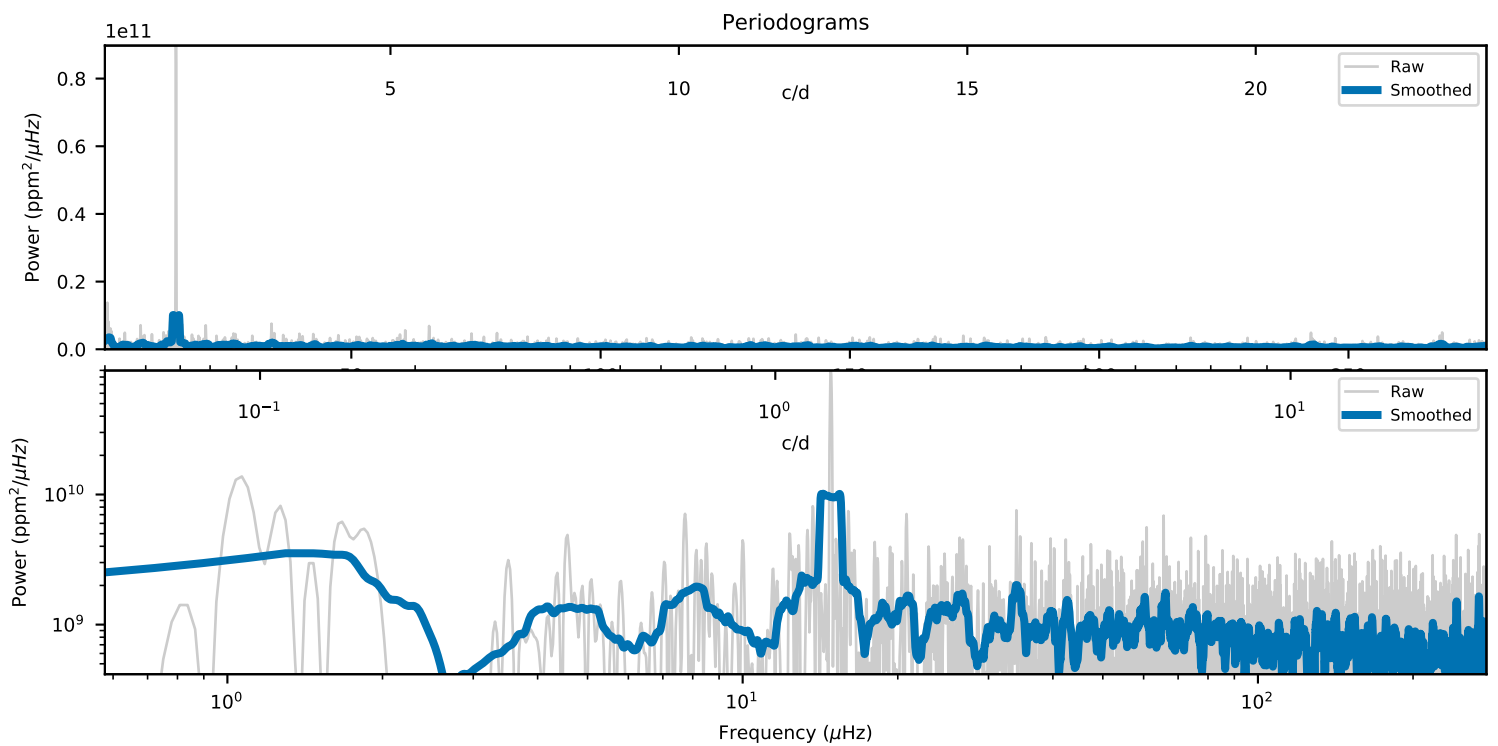 Periodograms
1e11
5 10 15 20
c/d
Raw
Smoothed
0.8
0.6
0.4
0.2
0.0
Power (ppm²/μHz)
10⁻¹ 10⁰ 10¹
c/d
Raw
Smoothed
10¹⁰
10⁹
Power (ppm²/μHz)
10⁰ 10¹ 10²
Frequency (μHz)